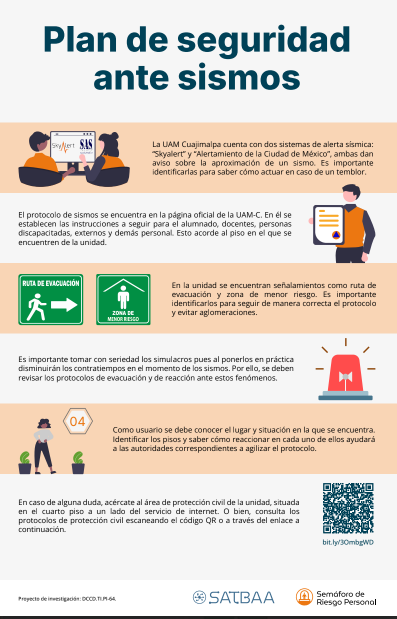 Plan de seguridad
ante sismos
SkyAlert
SAS
La UAM Cuajimalpa cuenta con dos sistemas de alerta sísmica:
"Skyalert" y "Alertamiento de la Ciudad de México", ambas dan
aviso sobre la aproximación de un sismo. Es importante
identificarlas para saber cómo actuar en caso de un temblor.
El protocolo de sismos se encuentra en la página oficial de la UAM-C. En él se
establecen las instrucciones a seguir para el alumnado, docentes, personas
discapacitadas, externos y demás personal. Esto acorde al piso en el que se
encuentren de la unidad.
RUTA DE EVACUACIÓN
ZONA DE
MENOR RIESGO
En la unidad se encuentran señalamientos como ruta de
evacuación y zona de menor riesgo. Es importante
identificarlos para seguir de manera correcta el protocolo
y evitar aglomeraciones.
Es importante tomar con seriedad los simulacros pues al ponerlos en práctica
disminuirán los contratiempos en el momento de los sismos. Por ello, se deben
revisar los protocolos de evacuación y de reacción ante estos fenómenos.
04
Como usuario se debe conocer el lugar y situación en la que se encuentra.
Identificar los pisos y saber cómo reaccionar en cada uno de ellos ayudará
a las autoridades correspondientes a agilizar el protocolo.
En caso de alguna duda, acércate al área de protección civil de la unidad, situada
en el cuarto piso a un lado del servicio de internet. O bien, consulta los
protocolos de protección civil escaneando el código QR o a través del enlace a
continuación.
bit.ly/3OmbgWD
Proyecto de investigación: DCCD.TI.PI-64.
SATBAA
Semáforo de
Riesgo Personal